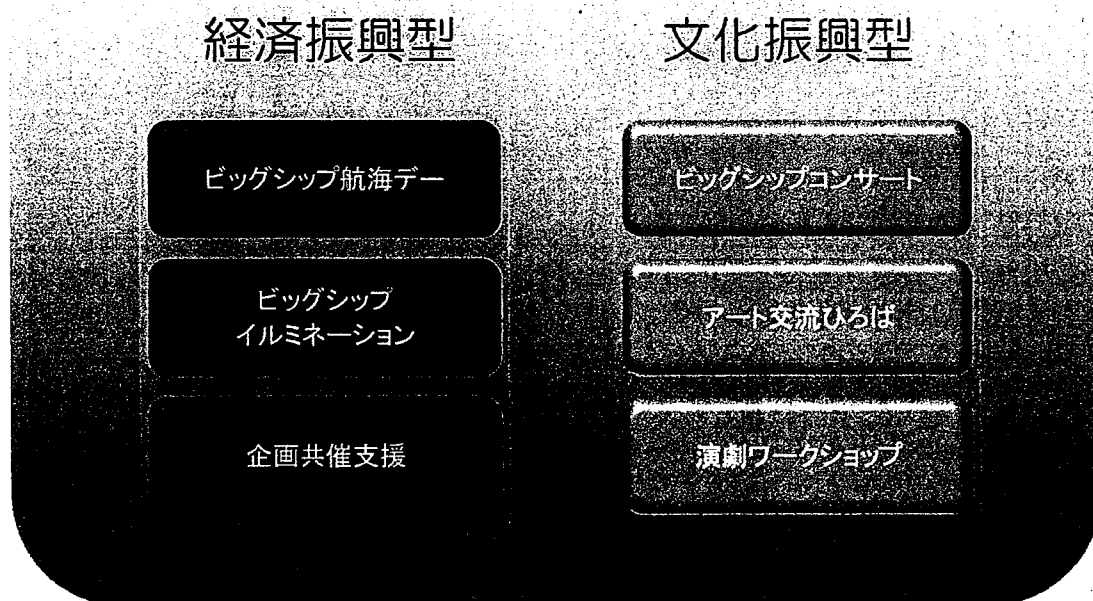 経済振興型
ビッグシップ航海デー
ビッグシップ
イルミネーション
企画共催支援
文化振興型
ビッグシップコンサート
アート交流ひろば
演劇ワークショップ